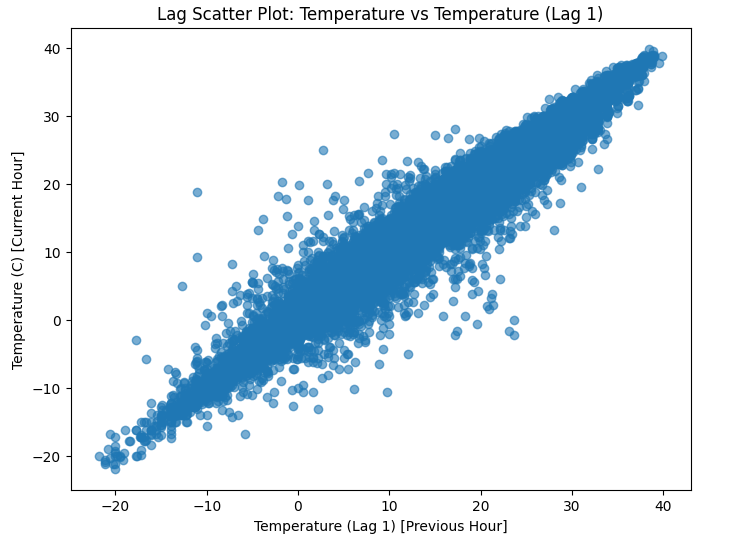 Lag Scatter Plot: Temperature vs Temperature (Lag 1)
Temperature (C) [Current Hour]
40
30
20
10
0
−10
−20
−20 −10 0 10 20 30 40
Temperature (Lag 1) [Previous Hour]